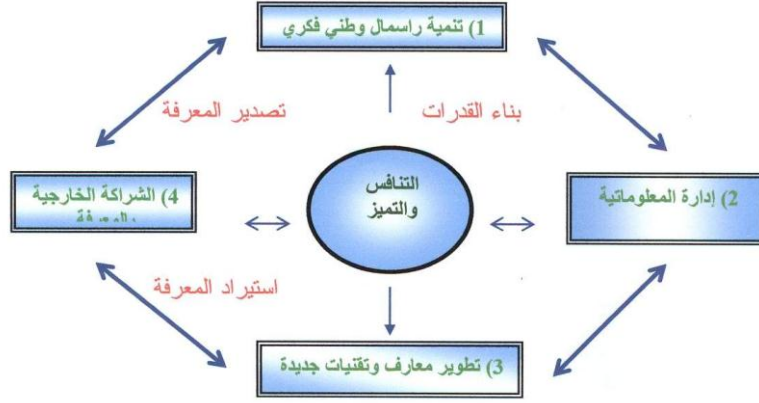 1) تنمية راسمال وطني فكري
تصدير المعرفة
بناء القدرات
التنافس
والتميز
4) الشراكة الخارجية
والمعرفة
2) إدارة المعلوماتية
استيراد المعرفة
3) تطوير معارف وتقنيات جديدة